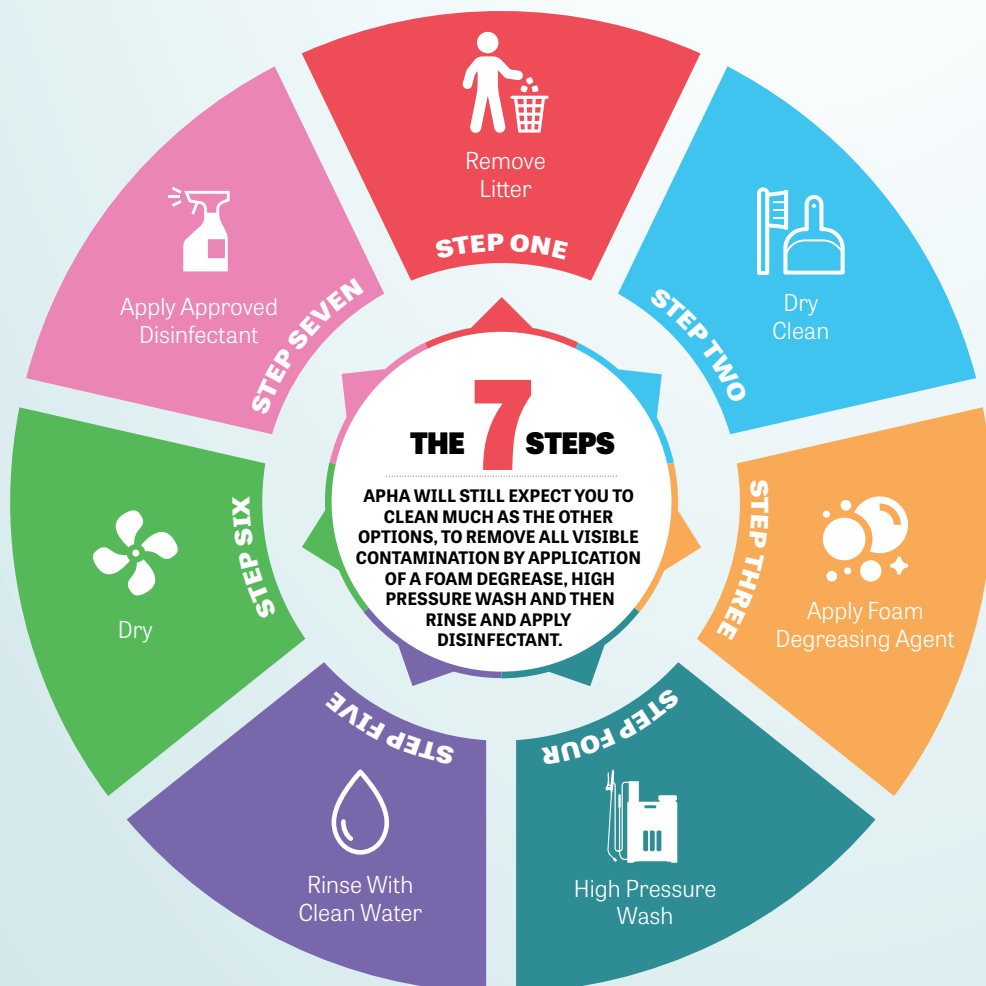 THE 7 STEPS
APHA WILL STILL EXPECT YOU TO
CLEAN MUCH AS THE OTHER
OPTIONS, TO REMOVE ALL VISIBLE
CONTAMINATION BY APPLICATION
OF A FOAM DEGREASE, HIGH
PRESSURE WASH AND THEN
RINSE AND APPLY
DISINFECTANT.
Remove
Litter
STEP ONE
Dry
Clean
STEP TWO
Apply Foam
Degreasing Agent
STEP THREE
High Pressure
Wash
STEP FOUR
Rinse With
Clean Water
STEP FIVE
Dry
STEP SIX
Apply Approved
Disinfectant
STEP SEVEN